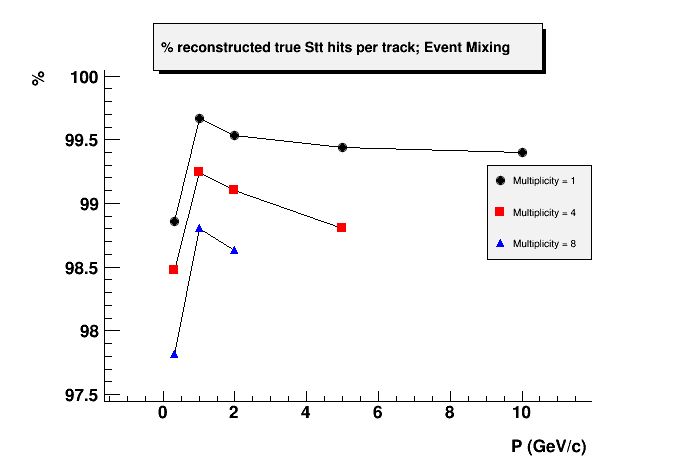 % reconstructed true Stt hits per track; Event Mixing
%
100
99.5
99
98.5
98
97.5
Multiplicity = 1
Multiplicity = 4
Multiplicity = 8
0 2 4 6 8 10
P (GeV/c)